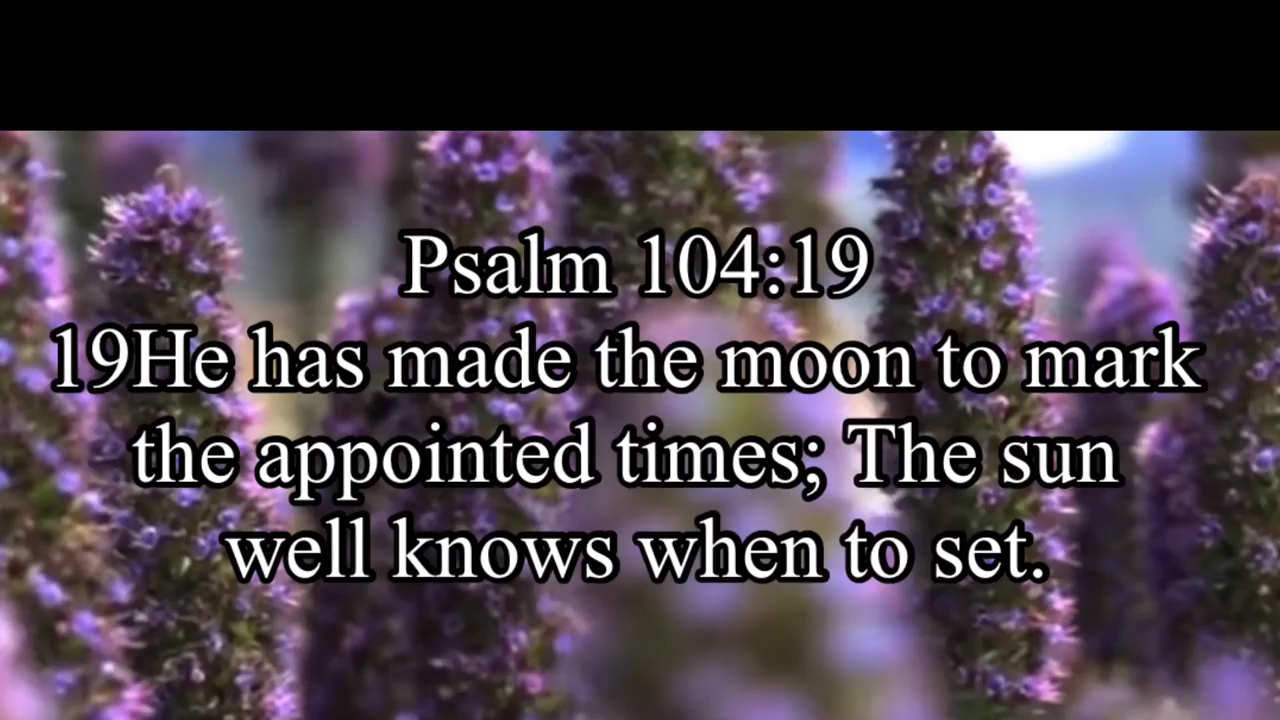 Psalm 104:19
19He has made the moon to mark
the appointed times; The sun
well knows when to set.